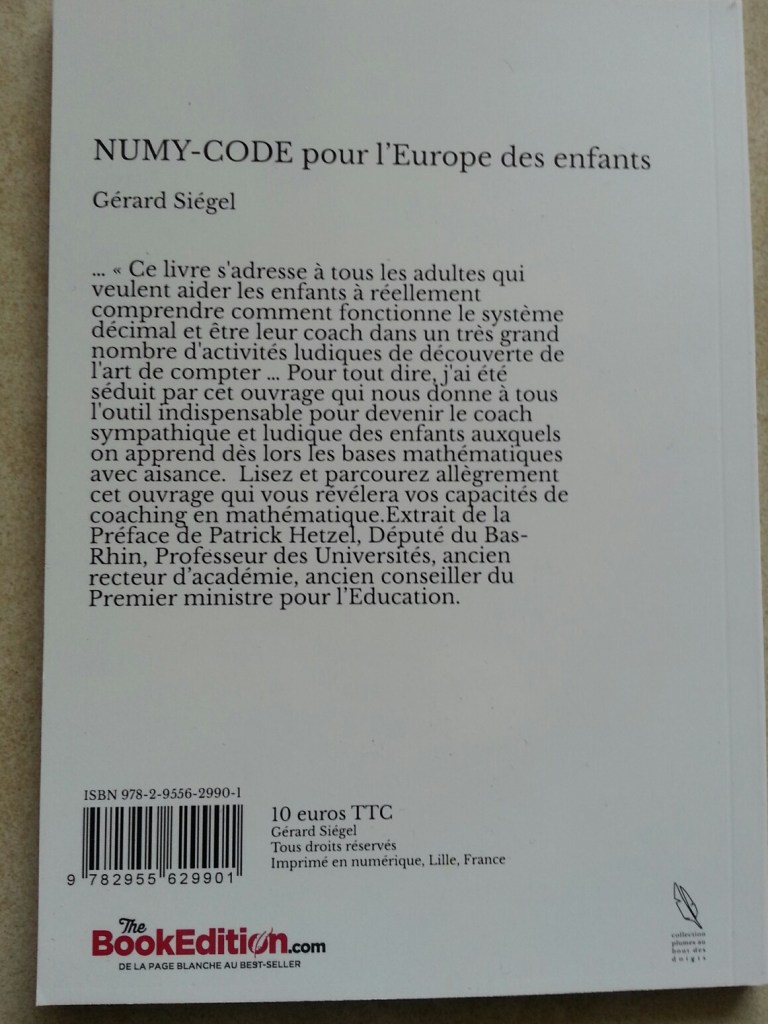 NUMY-CODE pour l'Europe des enfants
Gérard Siégel
... « Ce livre s'adresse à tous les adultes qui
veulent aider les enfants à réellement
comprendre comment fonctionne le système
décimal et être leur coach dans un très grand
nombre d'activités ludiques de découverte de
l'art de compter ... Pour tout dire, j'ai été
séduit par cet ouvrage qui nous donne à tous
l'outil indispensable pour devenir le coach
sympathique et ludique des enfants auxquels
on apprend dès lors les bases mathématiques
avec aisance.  Lisez et parcourez allègrement
cet ouvrage qui vous révélera vos capacités de
coaching en mathématique.Extrait de la
Préface de Patrick Hetzel, Député du Bas-
Rhin, Professeur des Universités, ancien
recteur d'académie, ancien conseiller du
Premier ministre pour l'Education.
ISBN 978-2-9556-2990-1
9 782955 629901
10 euros TTC
Gérard Siégel
Tous droits réservés
Imprimé en numérique, Lille, France
The
BookEdition.com
DE LA PAGE BLANCHE AU BEST-SELLER
collection
plumes au
bout des
doigts